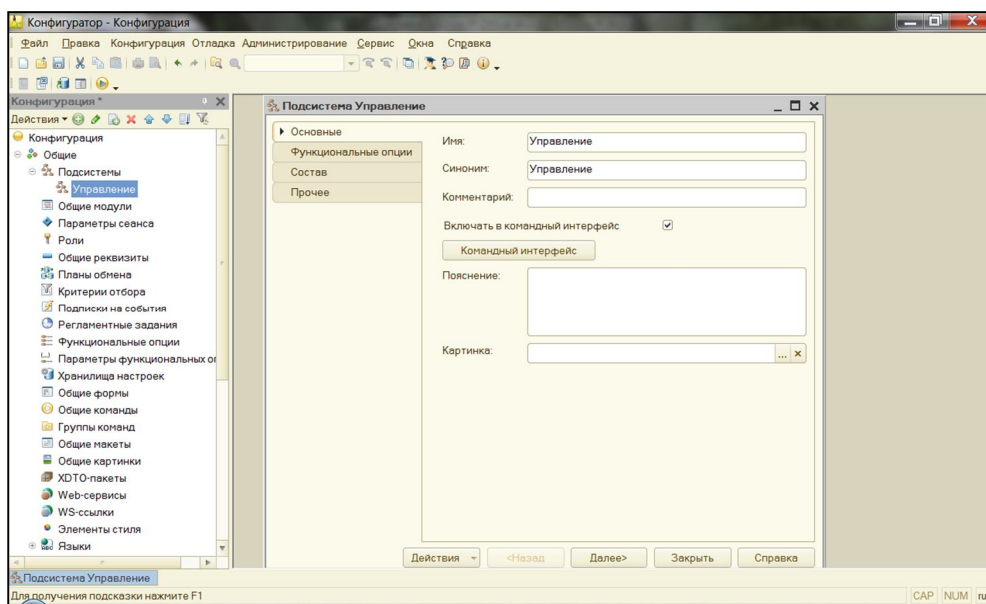 Конфигуратор - Конфигурация
Файл Правка Конфигурация Отладка Администрирование Сервис Окна Справка
Конфигурация *
Действия
Конфигурация
Общие
Подсистемы
Управление
Общие модули
Параметры сеанса
Роли
Общие реквизиты
Планы обмена
Критерии отбора
Подписки на события
Регламентные задания
Функциональные опции
Параметры функциональных оп
Хранилища настроек
Общие формы
Общие команды
Группы команд
Общие макеты
Общие картинки
XDTO-пакеты
Web-сервисы
WS-ссылки
Элементы стиля
Языки
Подсистема Управление
Основные
Функциональные опции
Состав
Прочее
Имя: Управление
Синоним: Управление
Комментарий:
Включать в командный интерфейс
Командный интерфейс
Пояснение:
Картинка: ...
Действия <Назад Далее> Закрыть Справка
Подсистема Управление
Для получения подсказки нажмите F1 CAP NUM ru